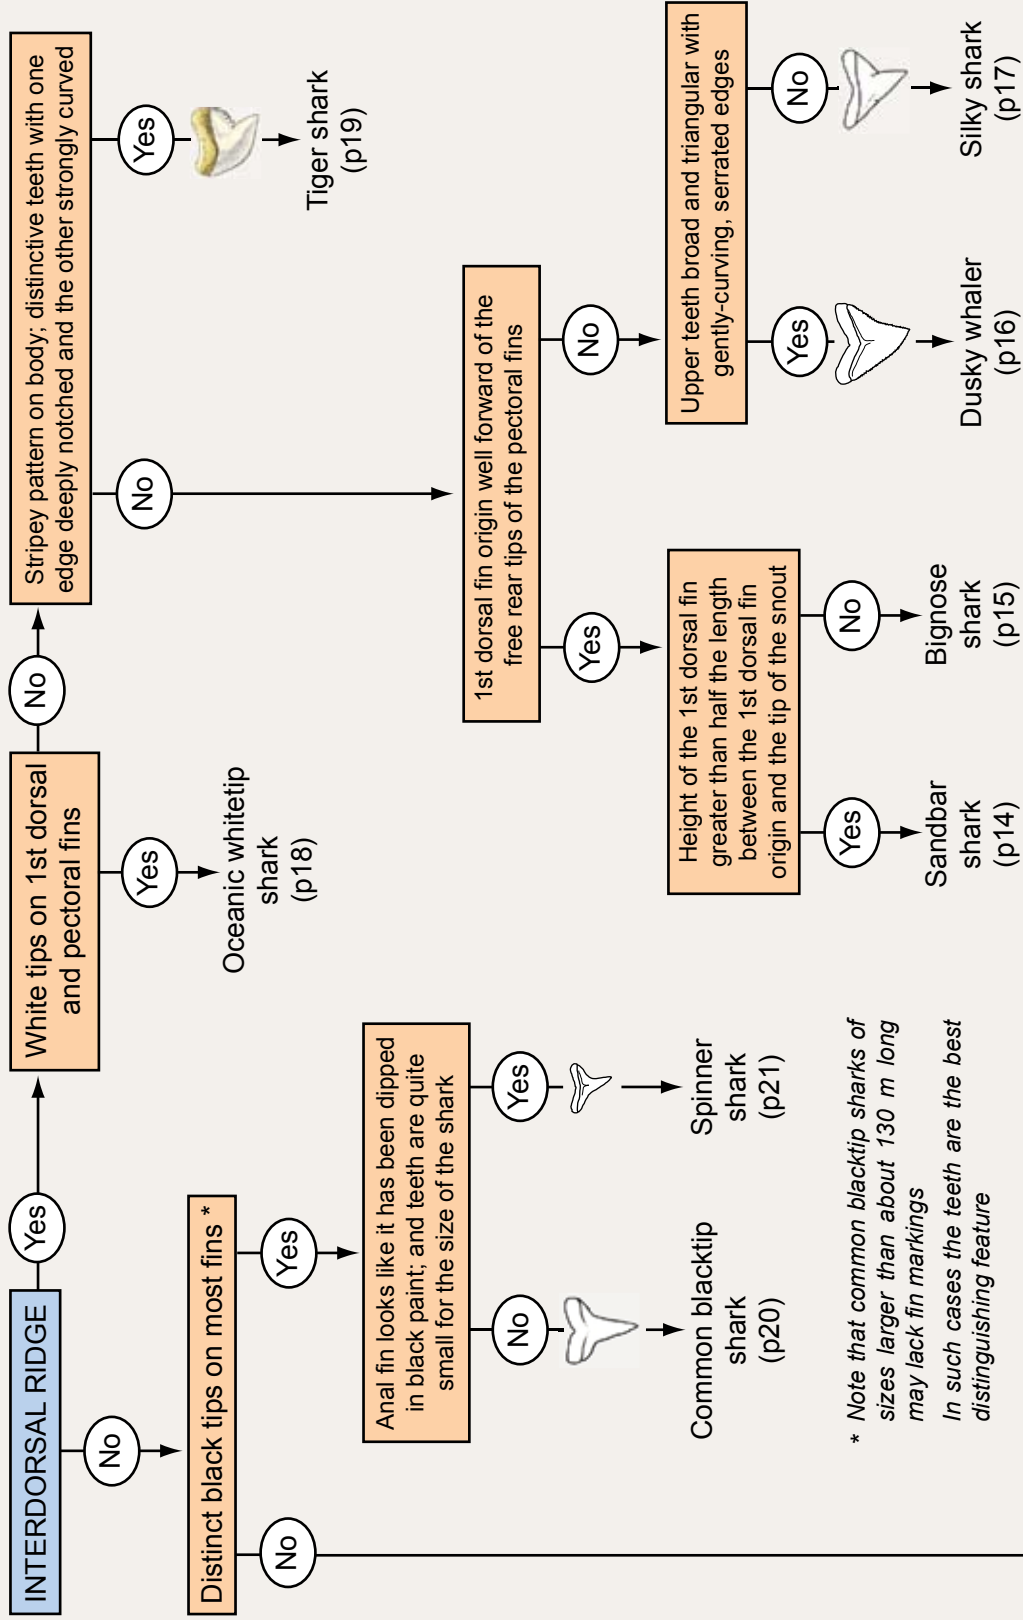 INTERDORSAL RIDGE
Yes
White tips on 1st dorsal
and pectoral fins
No
Stripey pattern on body; distinctive teeth with one
edge deeply notched and the other strongly curved
Yes
Oceanic whitetip
shark
(p18)
No
Yes
Tiger shark
(p19)
No
Distinct black tips on most fins *
No
Yes
Anal fin looks like it has been dipped
in black paint; and teeth are quite
small for the size of the shark
No
Yes
Common blacktip
shark
(p20)
Spinner
shark
(p21)
1st dorsal fin origin well forward of the
free rear tips of the pectoral fins
Yes
No
Height of the 1st dorsal fin
greater than half the length
between the 1st dorsal fin
origin and the tip of the snout
Yes
No
Sandbar
shark
(p14)
Bignose
shark
(p15)
Upper teeth broad and triangular with
gently-curving, serrated edges
Yes
No
Dusky whaler
(p16)
Silky shark
(p17)
* Note that common blacktip sharks of
sizes larger than about 130 m long
may lack fin markings
In such cases the teeth are the best
distinguishing feature